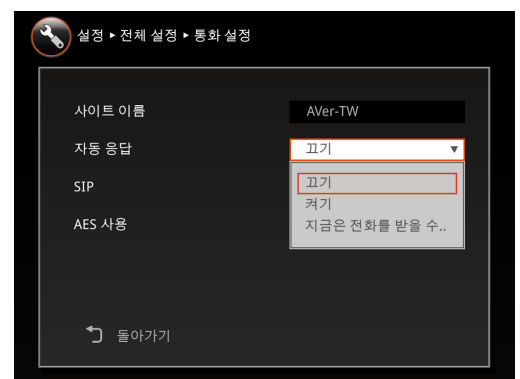 설정 ▸ 전체 설정 ▸ 통화 설정
사이트 이름 AVer-TW
자동 응답 끄기 ▼
끄기
SIP
켜기
AES 사용 지금은 전화를 받을 수..
돌아가기